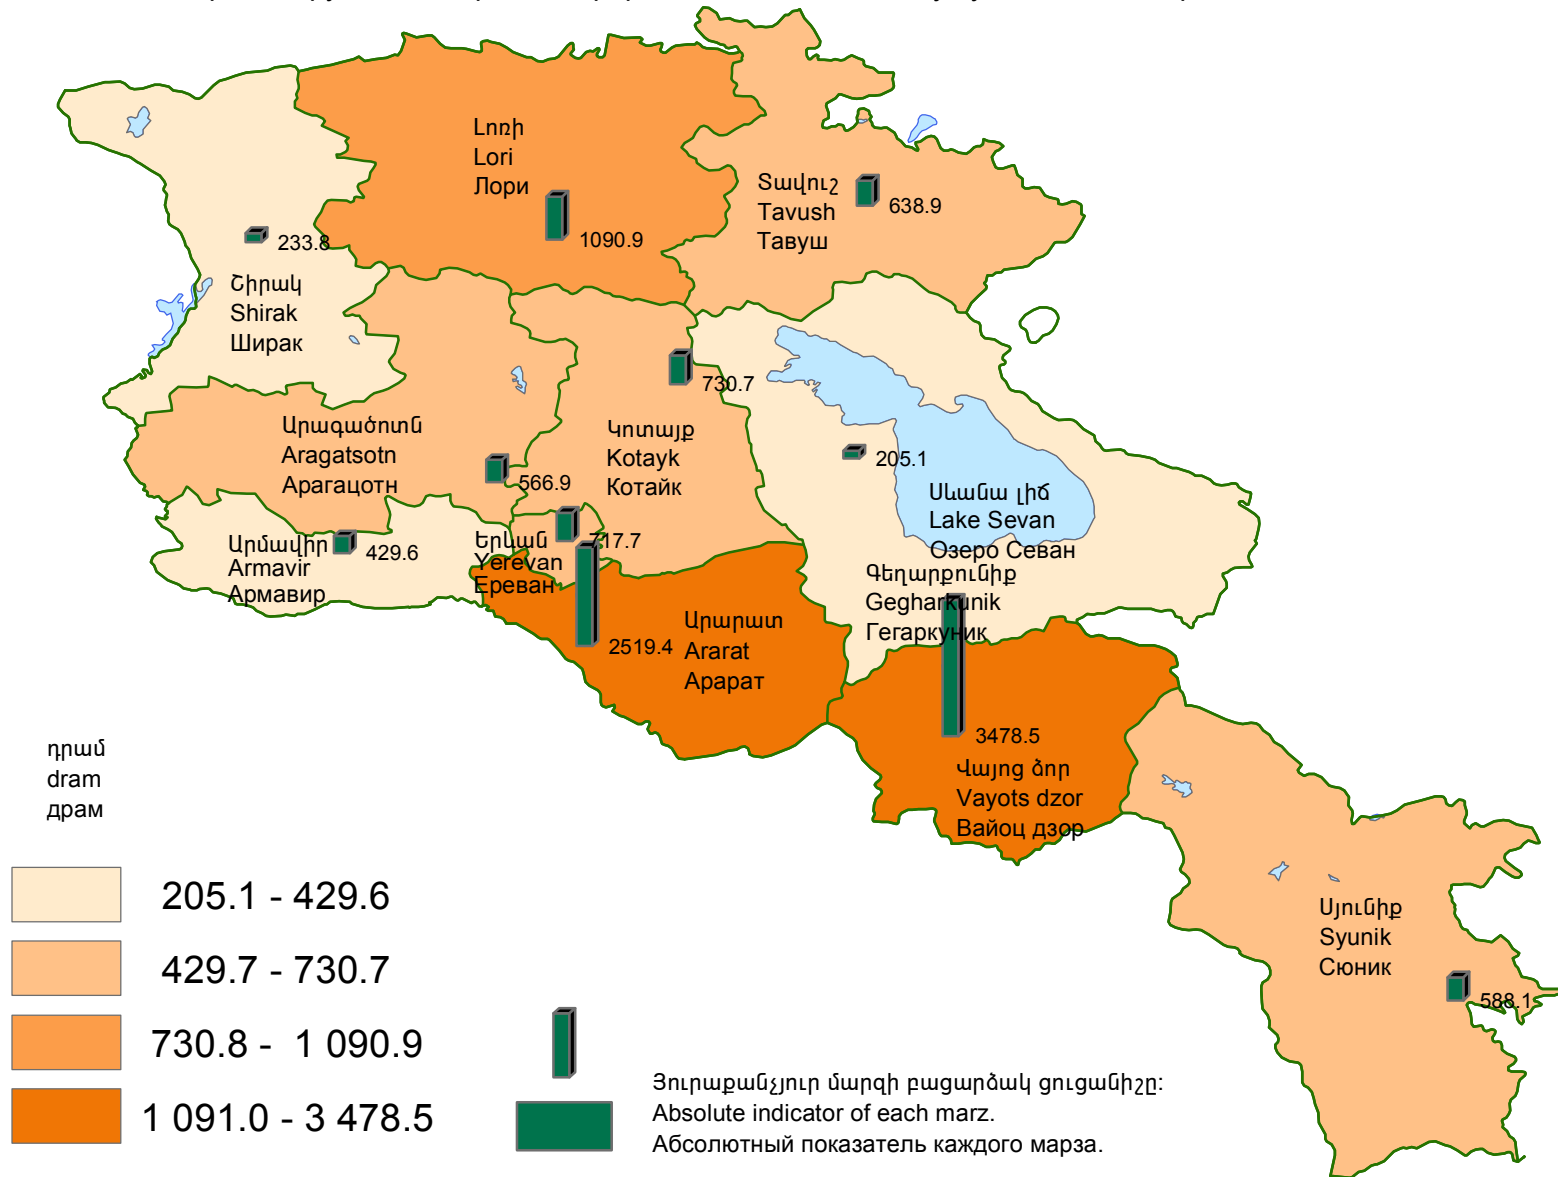 Լոռի
Lori
Лори
1090.9
Տավուշ
Tavush
Тавуш
638.9
233.8
Շիրակ
Shirak
Ширак
730.7
Արագածոտն
Aragatsotn
Арагацотн
566.9
Կոտայք
Kotayk
Котайк
205.1
Սևանա լիճ
Lake Sevan
Озеро Севан
Արմավիր
Armavir
Армавир
429.6
Երևան
Yerevan
Ереван
717.7
Գեղարքունիք
Gegharkunik
Гегаркуник
2519.4
Արարատ
Ararat
Арарат
3478.5
Վայոց ձոր
Vayots dzor
Вайоц дзор
Սյունիք
Syunik
Сюник
588.1
դրամ
dram
драм
205.1 - 429.6
429.7 - 730.7
730.8 - 1 090.9
1 091.0 - 3 478.5
Յուրաքանչյուր մարզի բացարձակ ցուցանիշը:
Absolute indicator of each marz.
Абсолютный показатель каждого марза.